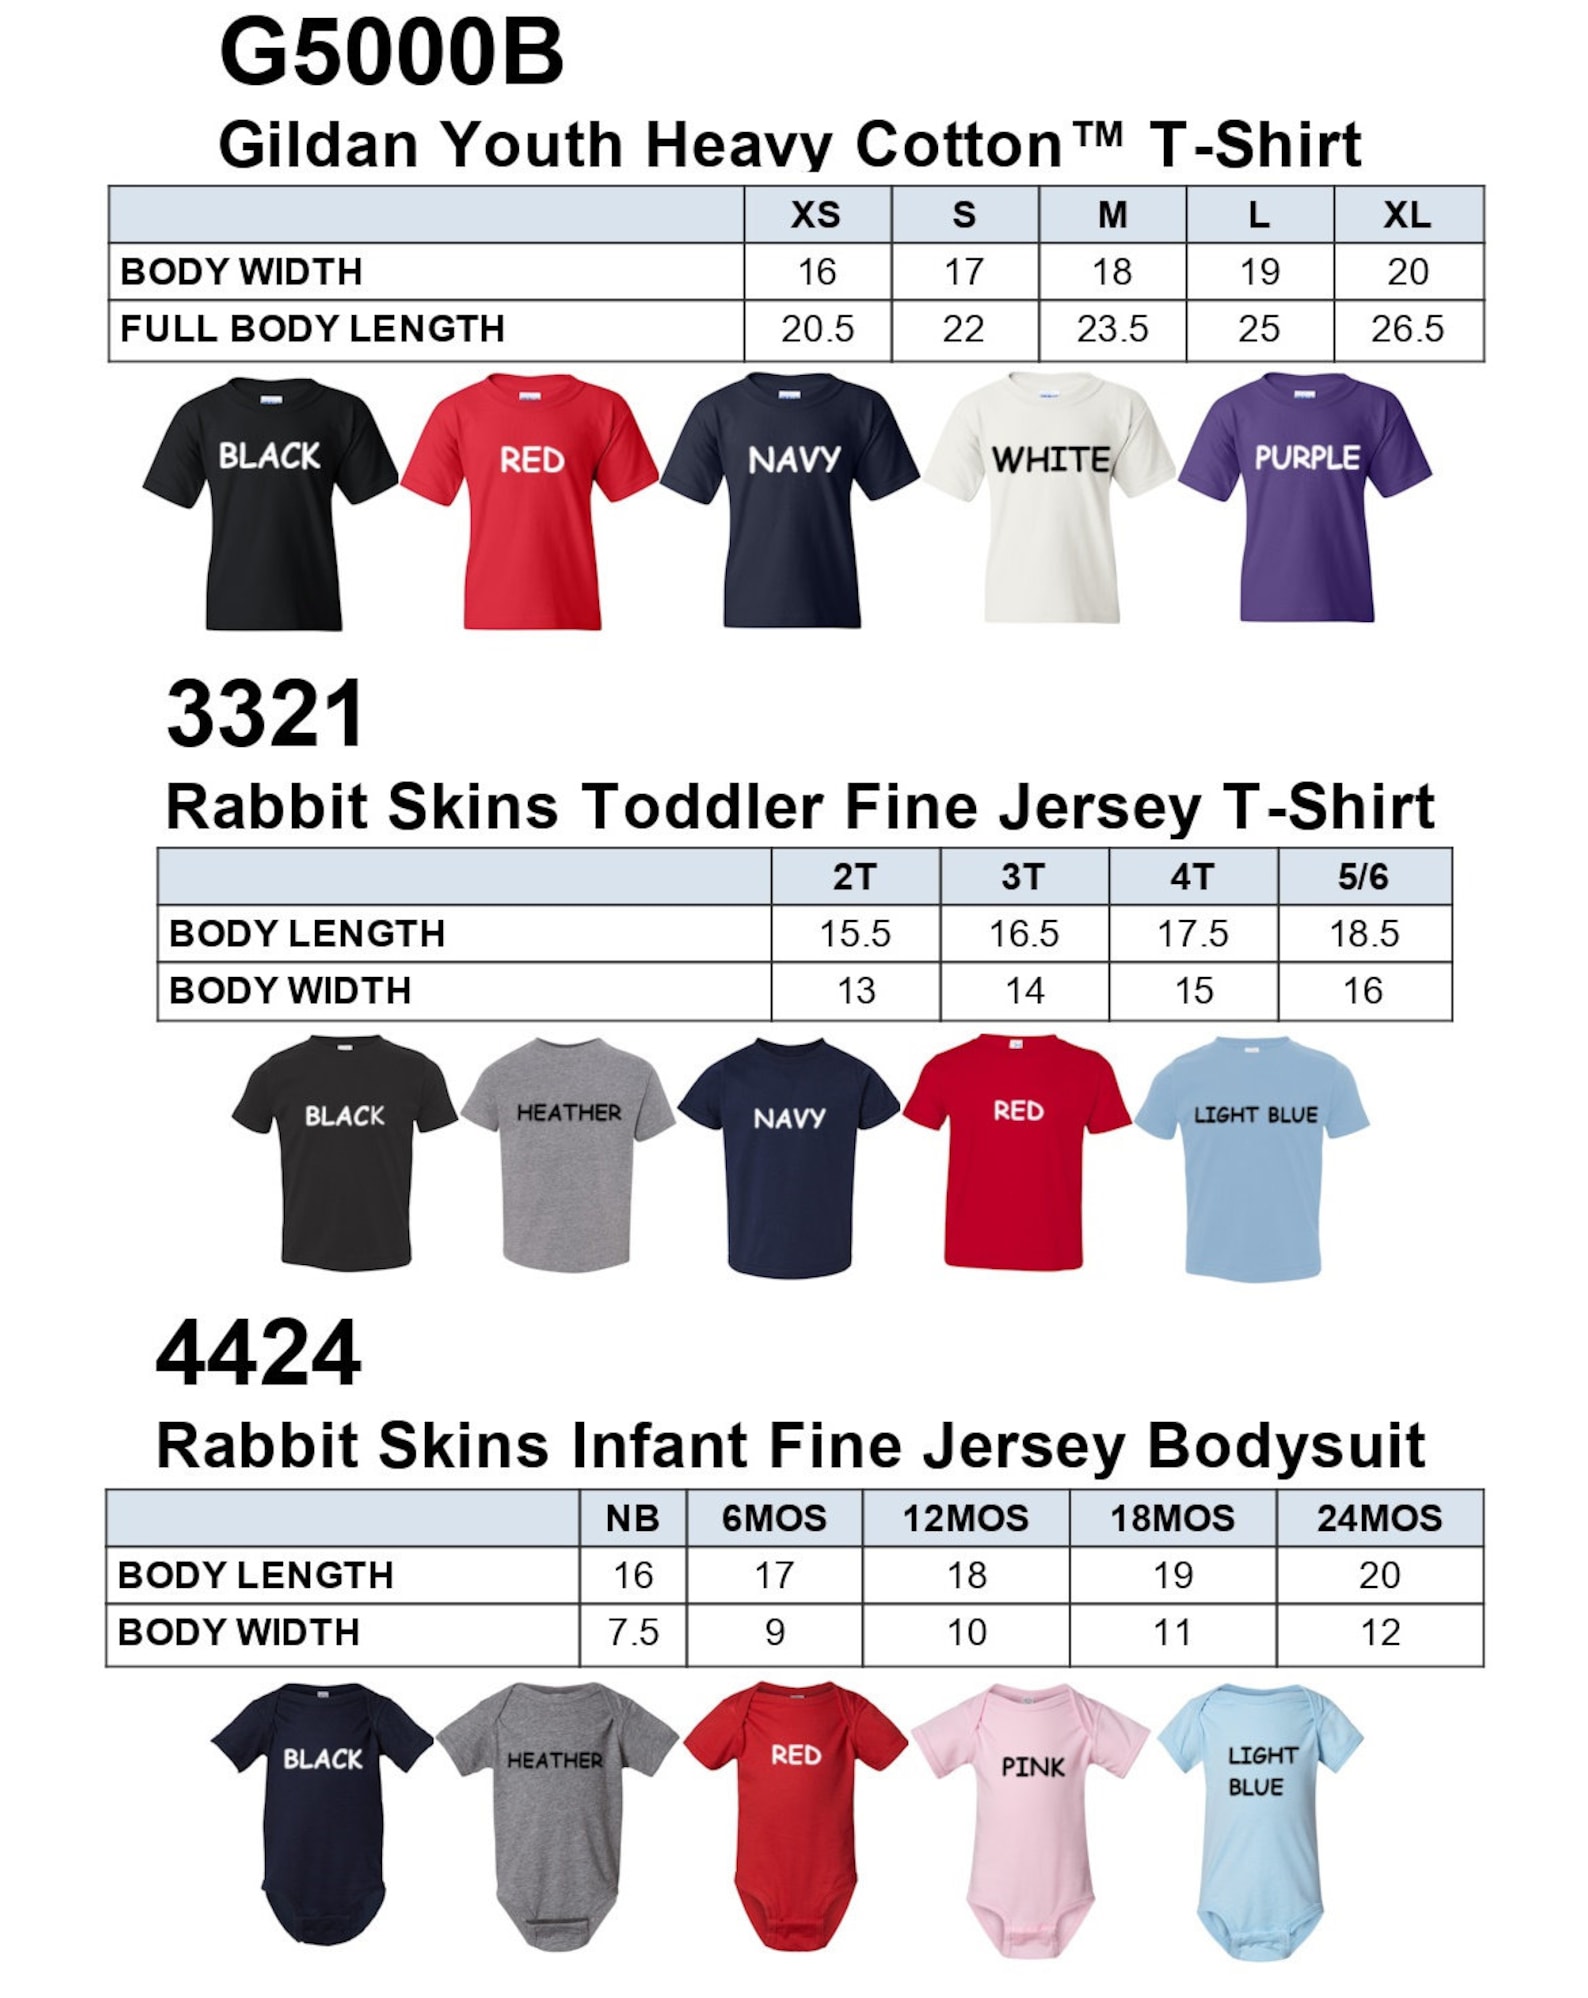 G5000B
Gildan Youth Heavy Cotton™ T-Shirt
XS S M L XL
BODY WIDTH 16 17 18 19 20
FULL BODY LENGTH 20.5 22 23.5 25 26.5
BLACK RED NAVY WHITE PURPLE
3321
Rabbit Skins Toddler Fine Jersey T-Shirt
2T 3T 4T 5/6
BODY LENGTH 15.5 16.5 17.5 18.5
BODY WIDTH 13 14 15 16
BLACK HEATHER NAVY RED LIGHT BLUE
4424
Rabbit Skins Infant Fine Jersey Bodysuit
NB 6MOS 12MOS 18MOS 24MOS
BODY LENGTH 16 17 18 19 20
BODY WIDTH 7.5 9 10 11 12
BLACK HEATHER RED PINK LIGHT
BLUE